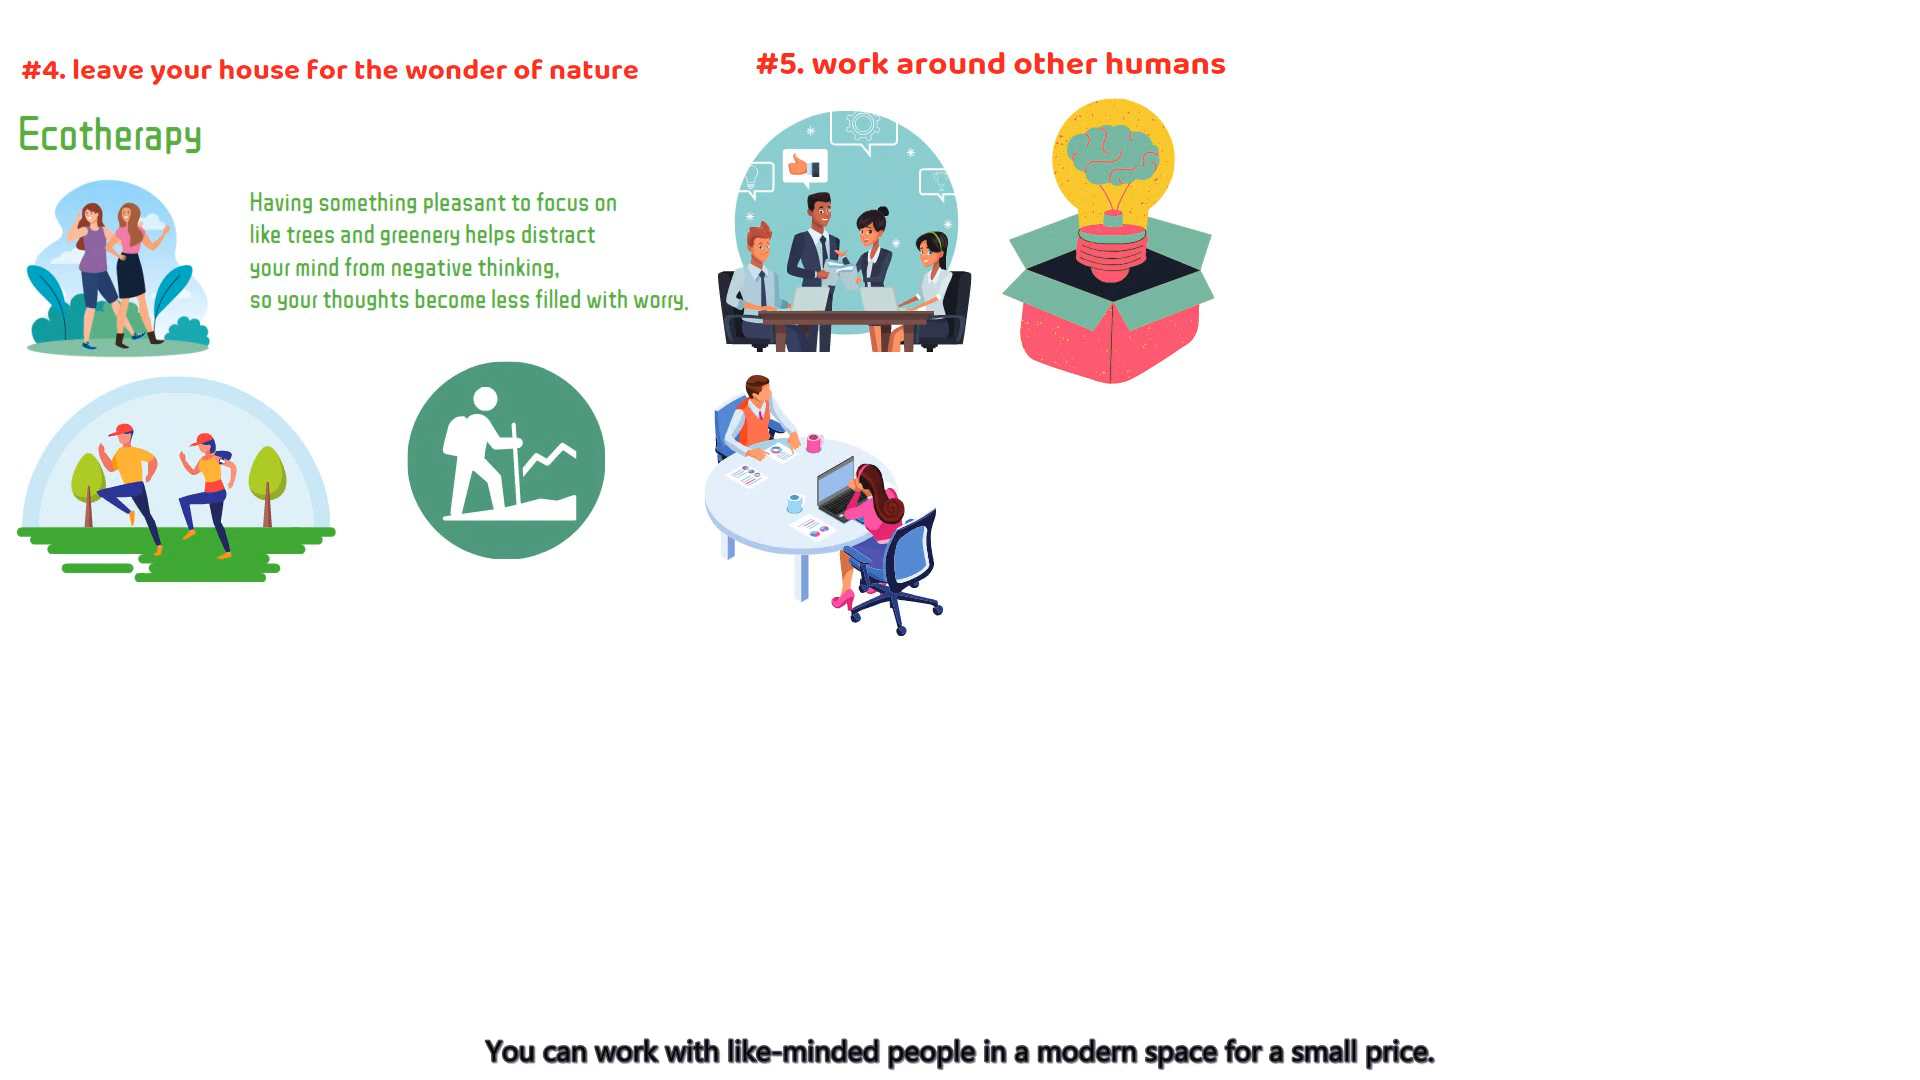 #4. leave your house for the wonder of nature
Ecotherapy
Having something pleasant to focus on
like trees and greenery helps distract
your mind from negative thinking,
so your thoughts become less filled with worry.
#5. work around other humans
You can work with like-minded people in a modern space for a small price.